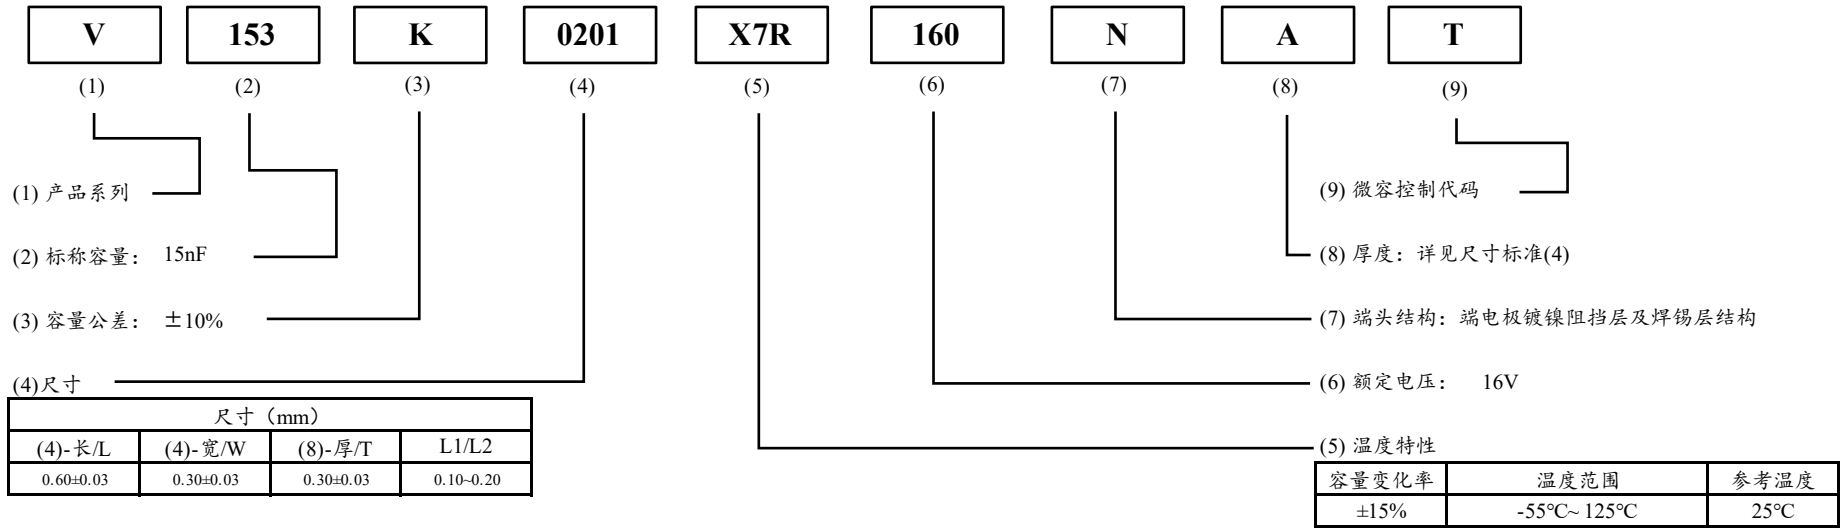 V 153 K 0201 X7R 160 N A T
(1) (2) (3) (4) (5) (6) (7) (8) (9)
(1) 产品系列
(9) 微容控制代码
(2) 标称容量： 15nF
(8) 厚度：详见尺寸标准(4)
(3) 容量公差： ±10%
(7) 端头结构：端电极镀镍阻挡层及焊锡层结构
(4)尺寸
(6) 额定电压： 16V
尺寸（mm）
(4)-长/L (4)-宽/W (8)-厚/T L1/L2
0.60±0.03 0.30±0.03 0.30±0.03 0.10~0.20
(5) 温度特性
容量变化率 温度范围 参考温度
±15% -55°C~ 125°C 25°C